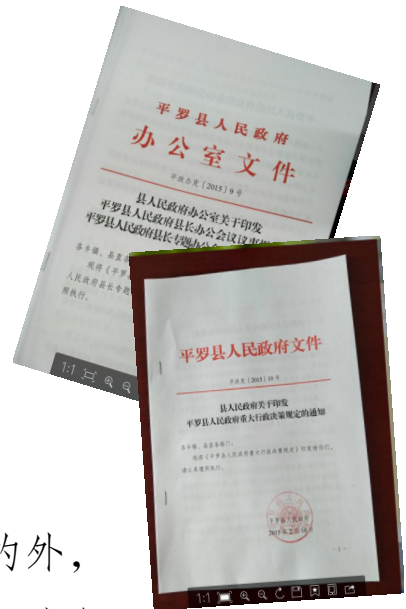 平罗县人民政府
办公室文件
平政办发〔2015〕9号
县人民政府办公室关于印发
平罗县人民政府县长办公会议议事
平罗县人民政府县长专题办公会
各乡镇、县直各
现将《平罗
人民政府县长专题
照执行。
1:1
平罗县人民政府文件
平政发〔2015〕10号
县人民政府关于印发
平罗县人民政府重大行政决策规定的通知
各乡镇、县直各部门:
现将《平罗县人民政府重大行政决策规定》印发给你们,
请认真遵照执行。
平罗县人民政府
-1-
1:1
外,